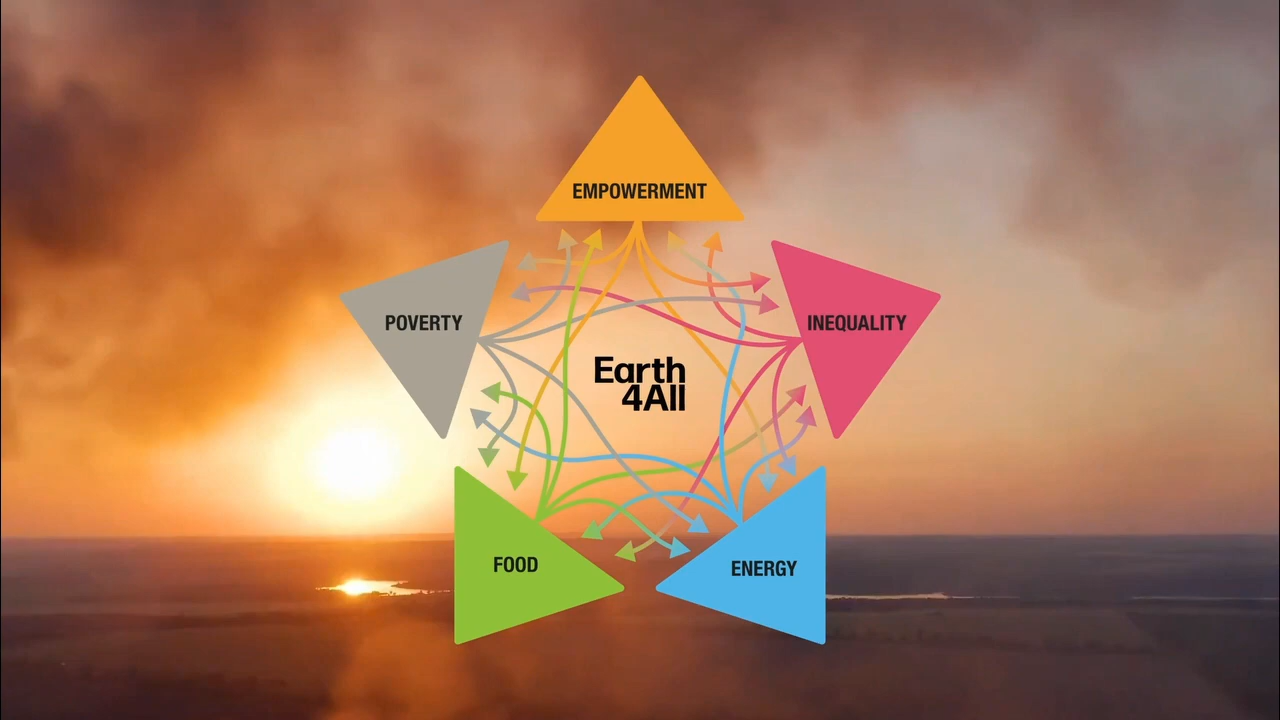 EMPOWERMENT
POVERTY
INEQUALITY
Earth
4All
FOOD
ENERGY